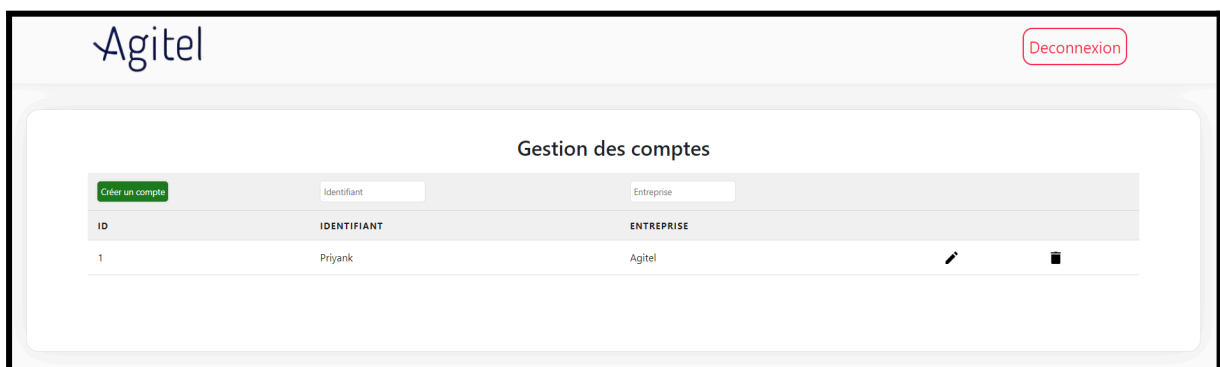 Agitel
Deconnexion
Gestion des comptes
Créer un compte Identifiant Entreprise
ID IDENTIFIANT ENTREPRISE
1 Priyank Agitel